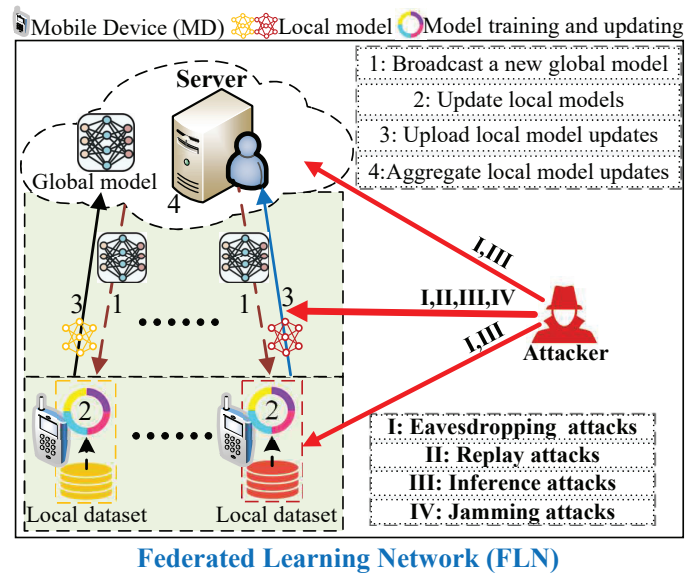 Mobile Device (MD) Local model Model training and updating
Server
1: Broadcast a new global model
2: Update local models
3: Upload local model updates
4:Aggregate local model updates
Global model
4
I,III
3
1
1
3
I,II,III,IV
I,III
Attacker
2
2
Local dataset
Local dataset
I: Eavesdropping attacks
II: Replay attacks
III: Inference attacks
IV: Jamming attacks
Federated Learning Network (FLN)